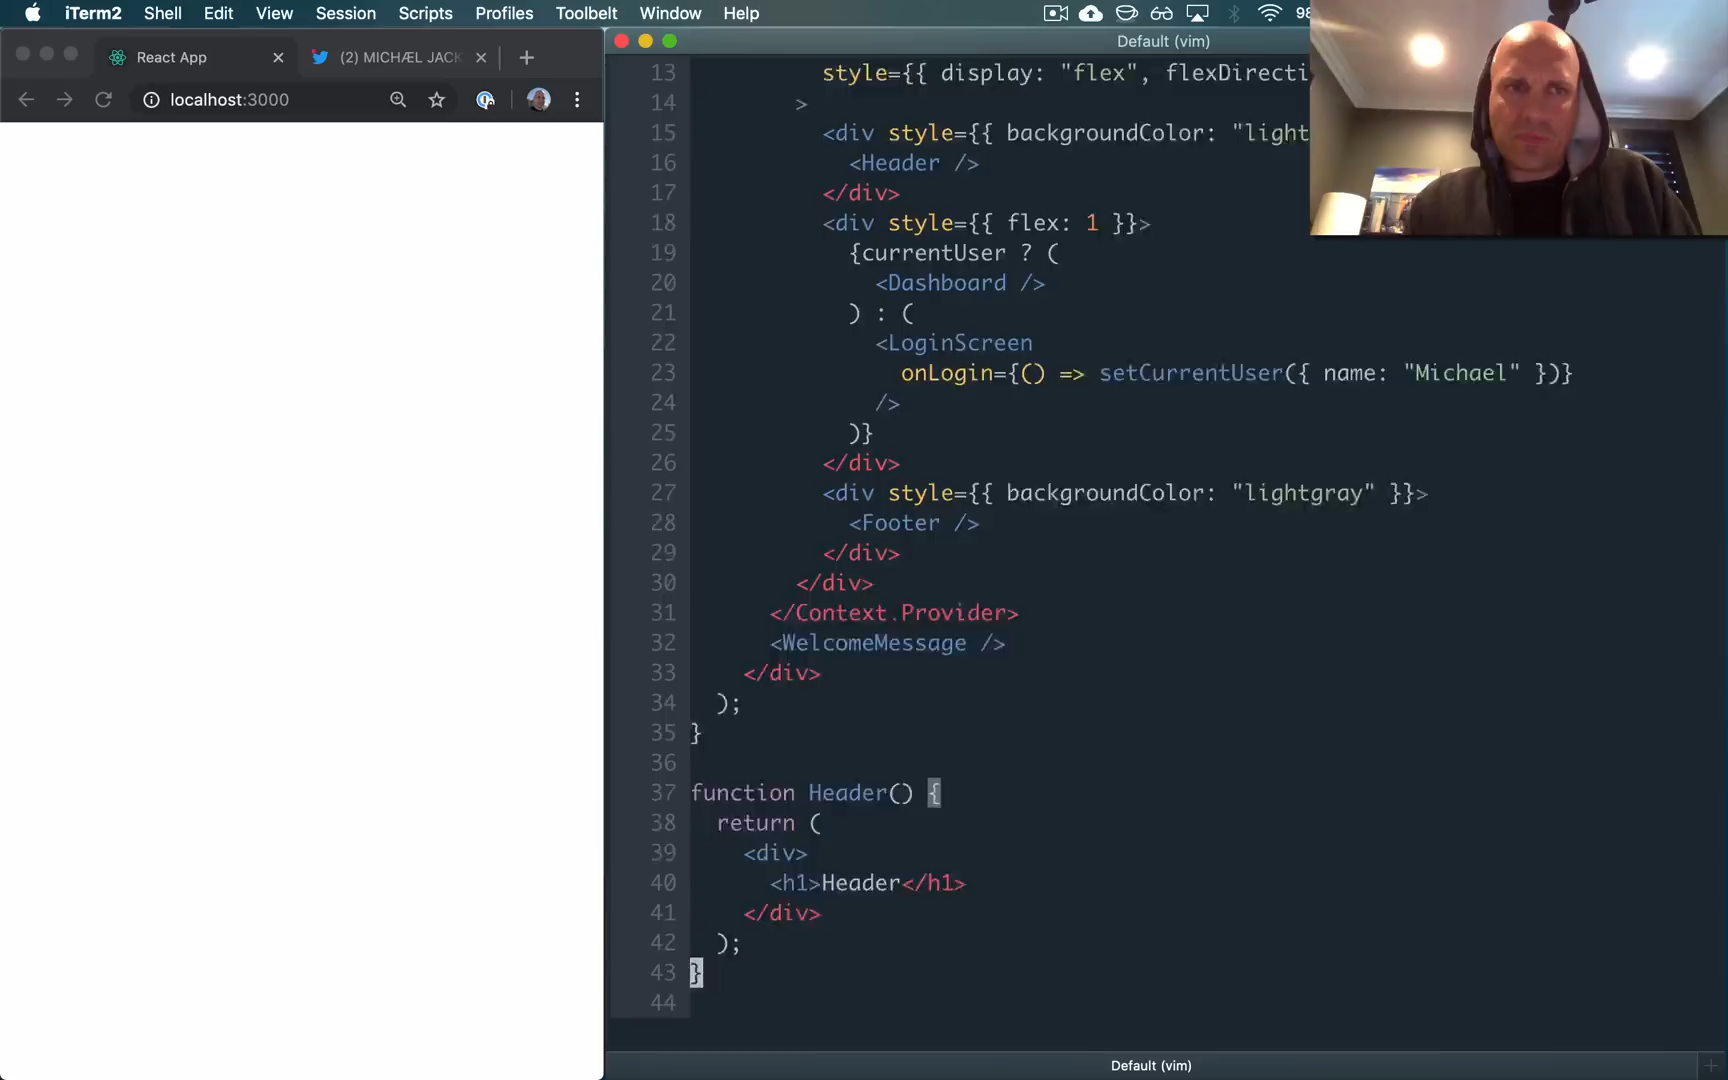 iTerm2 Shell Edit View Session Scripts Profiles Toolbelt Window Help 98
React App (2) MICHÆL JACK
localhost:3000
Default (vim)
13 style={{ display: "flex", flexDirecti
14 >
15 <div style={{ backgroundColor: "light
16 <Header />
17 </div>
18 <div style={{ flex: 1 }}>
19 {currentUser ? (
20 <Dashboard />
21 ) : (
22 <LoginScreen
23 onLogin={() => setCurrentUser({ name: "Michael" })}
24 />
25 )}
26 </div>
27 <div style={{ backgroundColor: "lightgray" }}>
28 <Footer />
29 </div>
30 </div>
31 </Context.Provider>
32 <WelcomeMessage />
33 </div>
34 );
35 }
36
37 function Header() {
38 return (
39 <div>
40 <h1>Header</h1>
41 </div>
42 );
43 }
44
Default (vim)